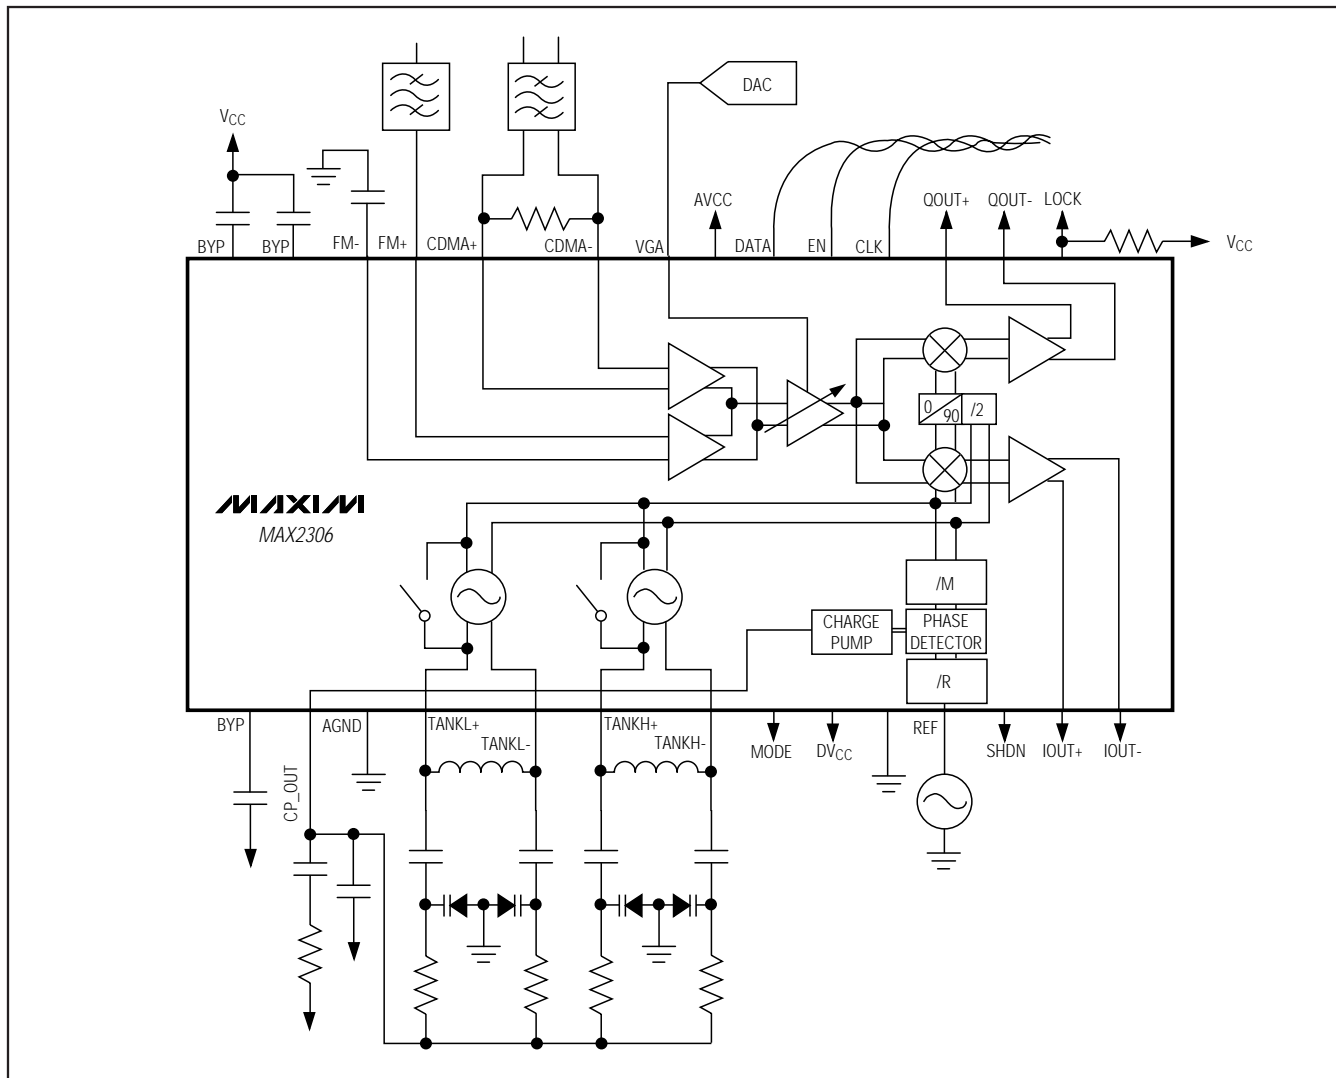 DAC
VCC
AVCC
QOUT+ QOUT- LOCK
BYP BYP FM- FM+ CDMA+ CDMA- VGA DATA EN CLK VCC
0 90 /2
MAXIM
MAX2306
/M
CHARGE PUMP
PHASE DETECTOR
/R
BYP AGND TANKL+ TANKL- TANKH+ TANKH- MODE DVCC REF SHDN IOUT+ IOUT-
CP_OUT